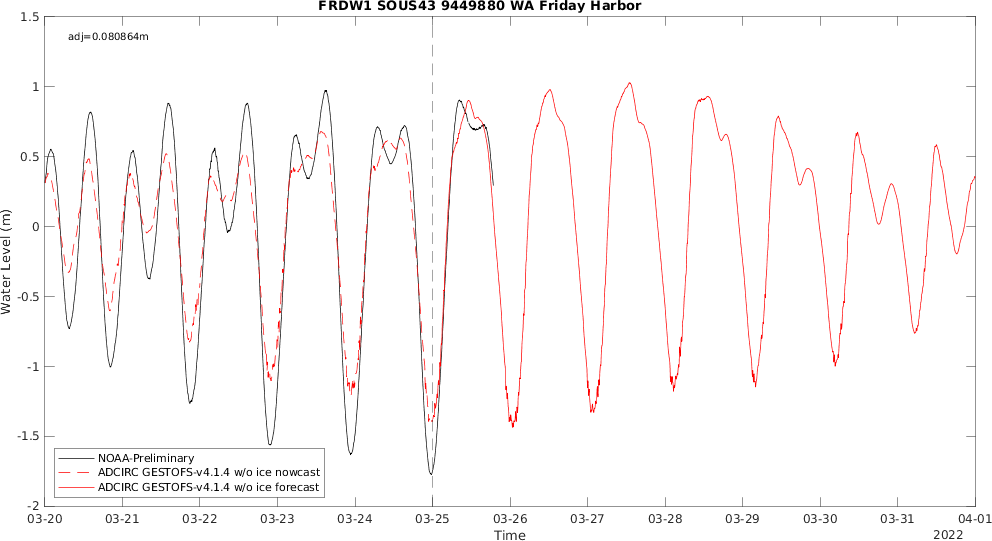 FRDW1 SOUS43 9449880 WA Friday Harbor
adj=0.080864m
1.5
1
0.5
0
-0.5
-1
-1.5
-2
Water Level (m)
NOAA-Preliminary
ADCIRC GESTOFS-v4.1.4 w/o ice nowcast
ADCIRC GESTOFS-v4.1.4 w/o ice forecast
03-20 03-21 03-22 03-23 03-24 03-25 03-26 03-27 03-28 03-29 03-30 03-31 04-01
Time
2022